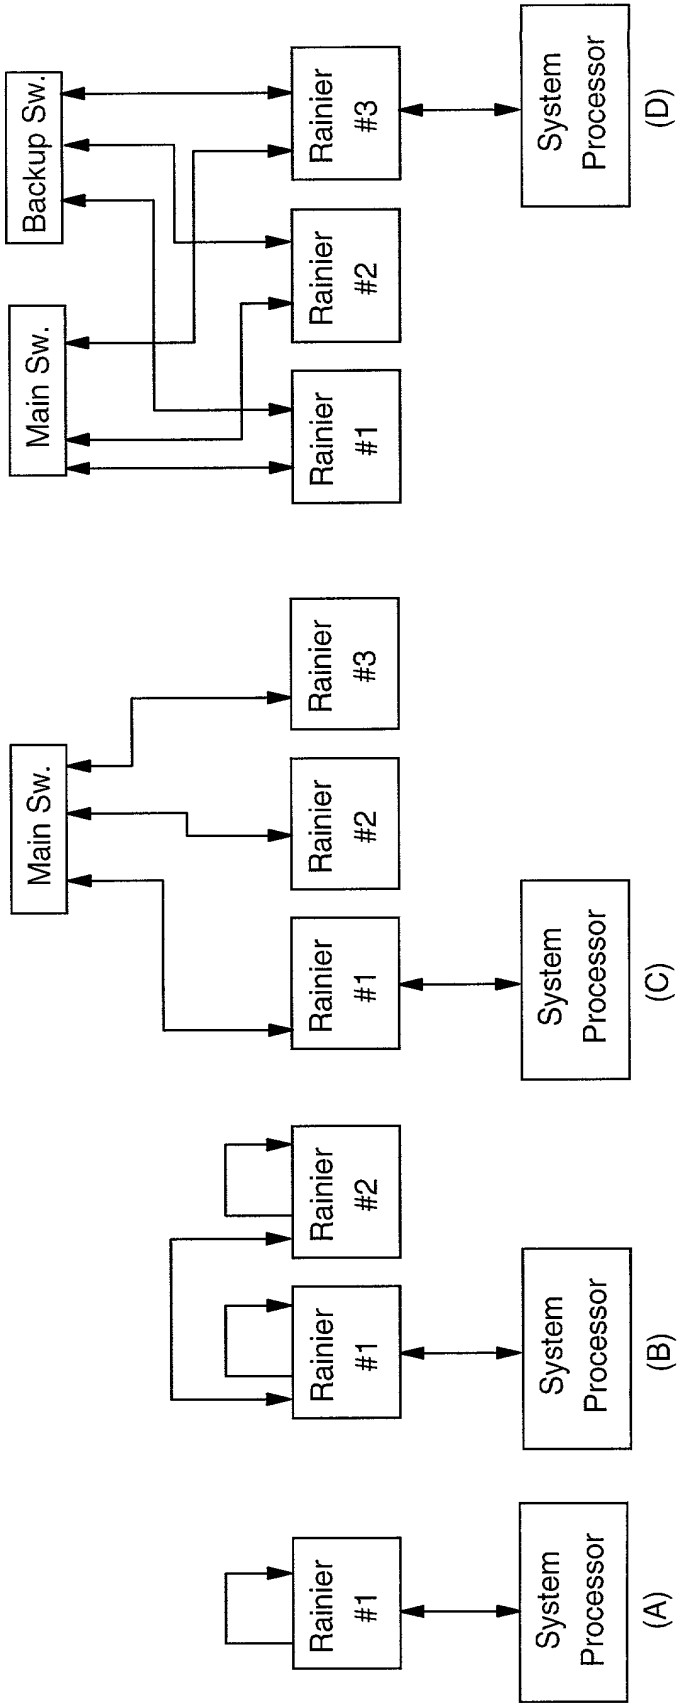 Rainier
#1
System
Processor
(A)
Rainier
#1
Rainier
#2
System
Processor
(B)
Main Sw.
Rainier
#1
Rainier
#2
Rainier
#3
System
Processor
(C)
Main Sw.
Backup Sw.
Rainier
#1
Rainier
#2
Rainier
#3
System
Processor
(D)